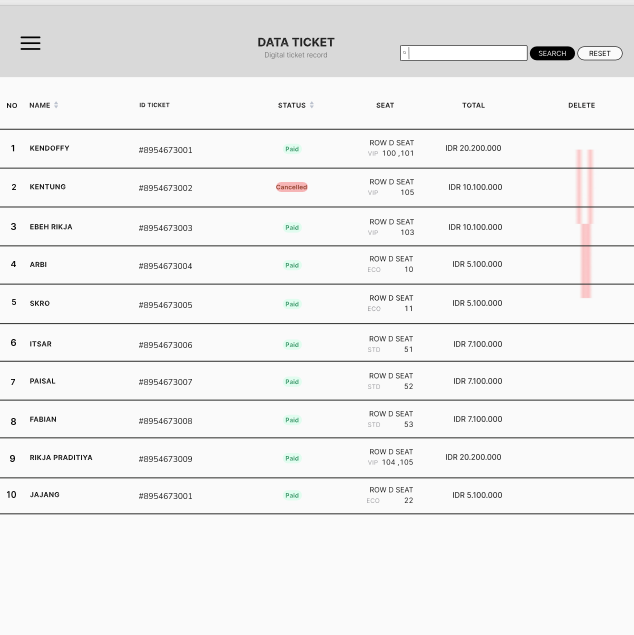 DATA TICKET
Digital ticket record
SEARCH RESET
NO NAME ID TICKET STATUS SEAT TOTAL DELETE
1 KENDOFFY #8954673001 Paid ROW D SEAT VIP 100 ,101 IDR 20.200.000
2 KENTUNG #8954673002 Cancelled ROW D SEAT VIP 105 IDR 10.100.000
3 EBEH RIKJA #8954673003 Paid ROW D SEAT VIP 103 IDR 10.100.000
4 ARBI #8954673004 Paid ROW D SEAT ECO 10 IDR 5.100.000
5 SKRO #8954673005 Paid ROW D SEAT ECO 11 IDR 5.100.000
6 ITSAR #8954673006 Paid ROW D SEAT STD 51 IDR 7.100.000
7 PAISAL #8954673007 Paid ROW D SEAT STD 52 IDR 7.100.000
8 FABIAN #8954673008 Paid ROW D SEAT STD 53 IDR 7.100.000
9 RIKJA PRADITIYA #8954673009 Paid ROW D SEAT VIP 104 ,105 IDR 20.200.000
10 JAJANG #8954673001 Paid ROW D SEAT ECO 22 IDR 5.100.000